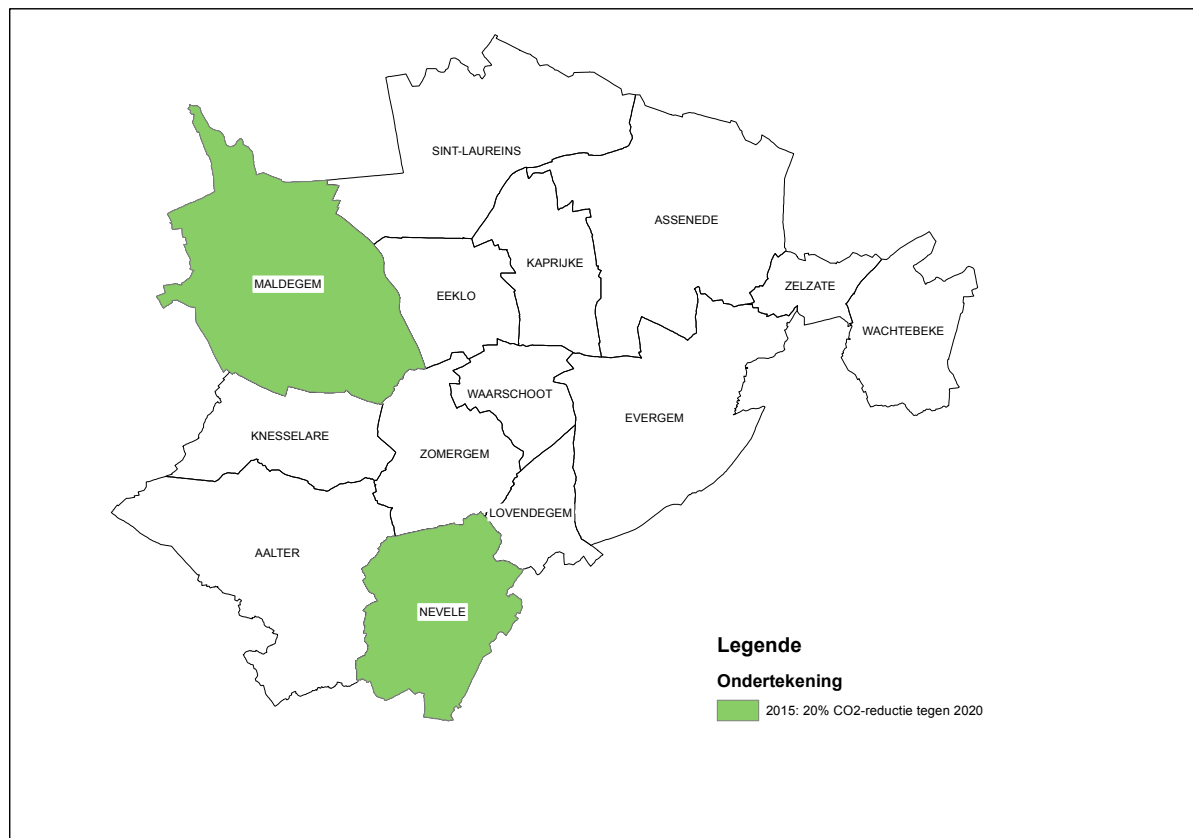 SINT-LAUREINS
ASSENEDE
KAPRIJKE
MALDEGEM
ZELZATE
EEKLO
WACHTEBEKE
WAARSCHOOT
EVERGEM
KNESSELARE
ZOMERGEM
LOVENDEGEM
AALTER
NEVELE
Legende
Ondertekening
2015: 20% CO2-reductie tegen 2020